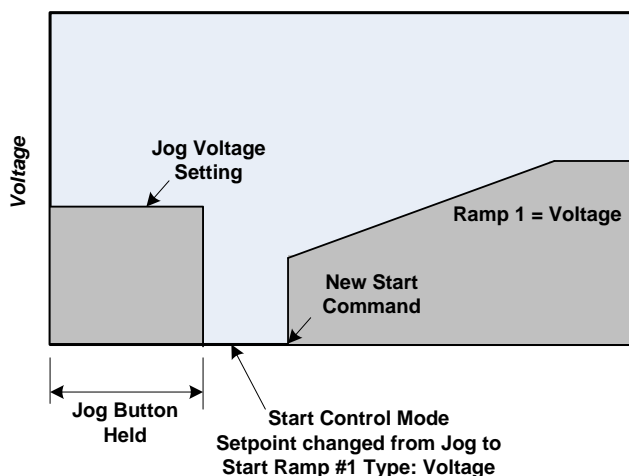 Voltage
Jog Voltage
Setting
Ramp 1 = Voltage
New Start
Command
Jog Button
Held
Start Control Mode
Setpoint changed from Jog to
Start Ramp #1 Type: Voltage